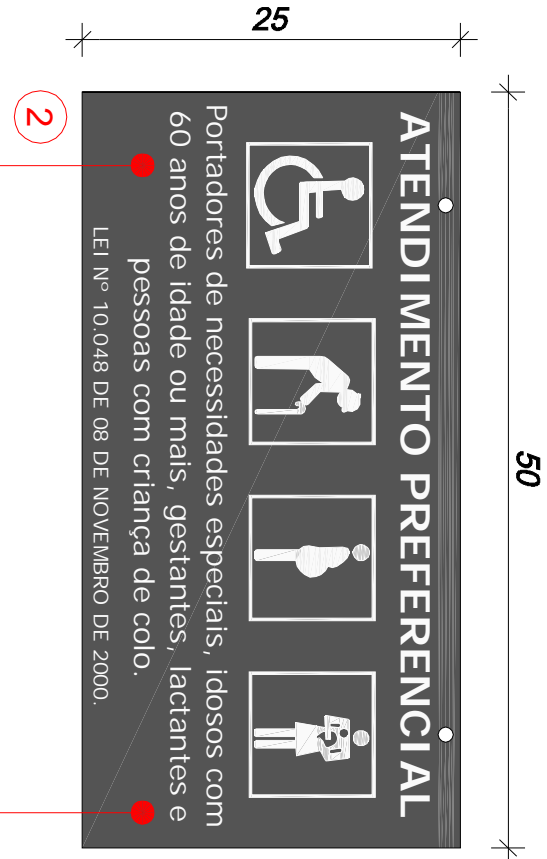 25
50
ATENDIMENTO PREFERENCIAL
Portadores de necessidades especiais, idosos com
60 anos de idade ou mais, gestantes, lactantes e
pessoas com criança de colo.
LEI Nº 10.048 DE 08 DE NOVEMBRO DE 2000.
2